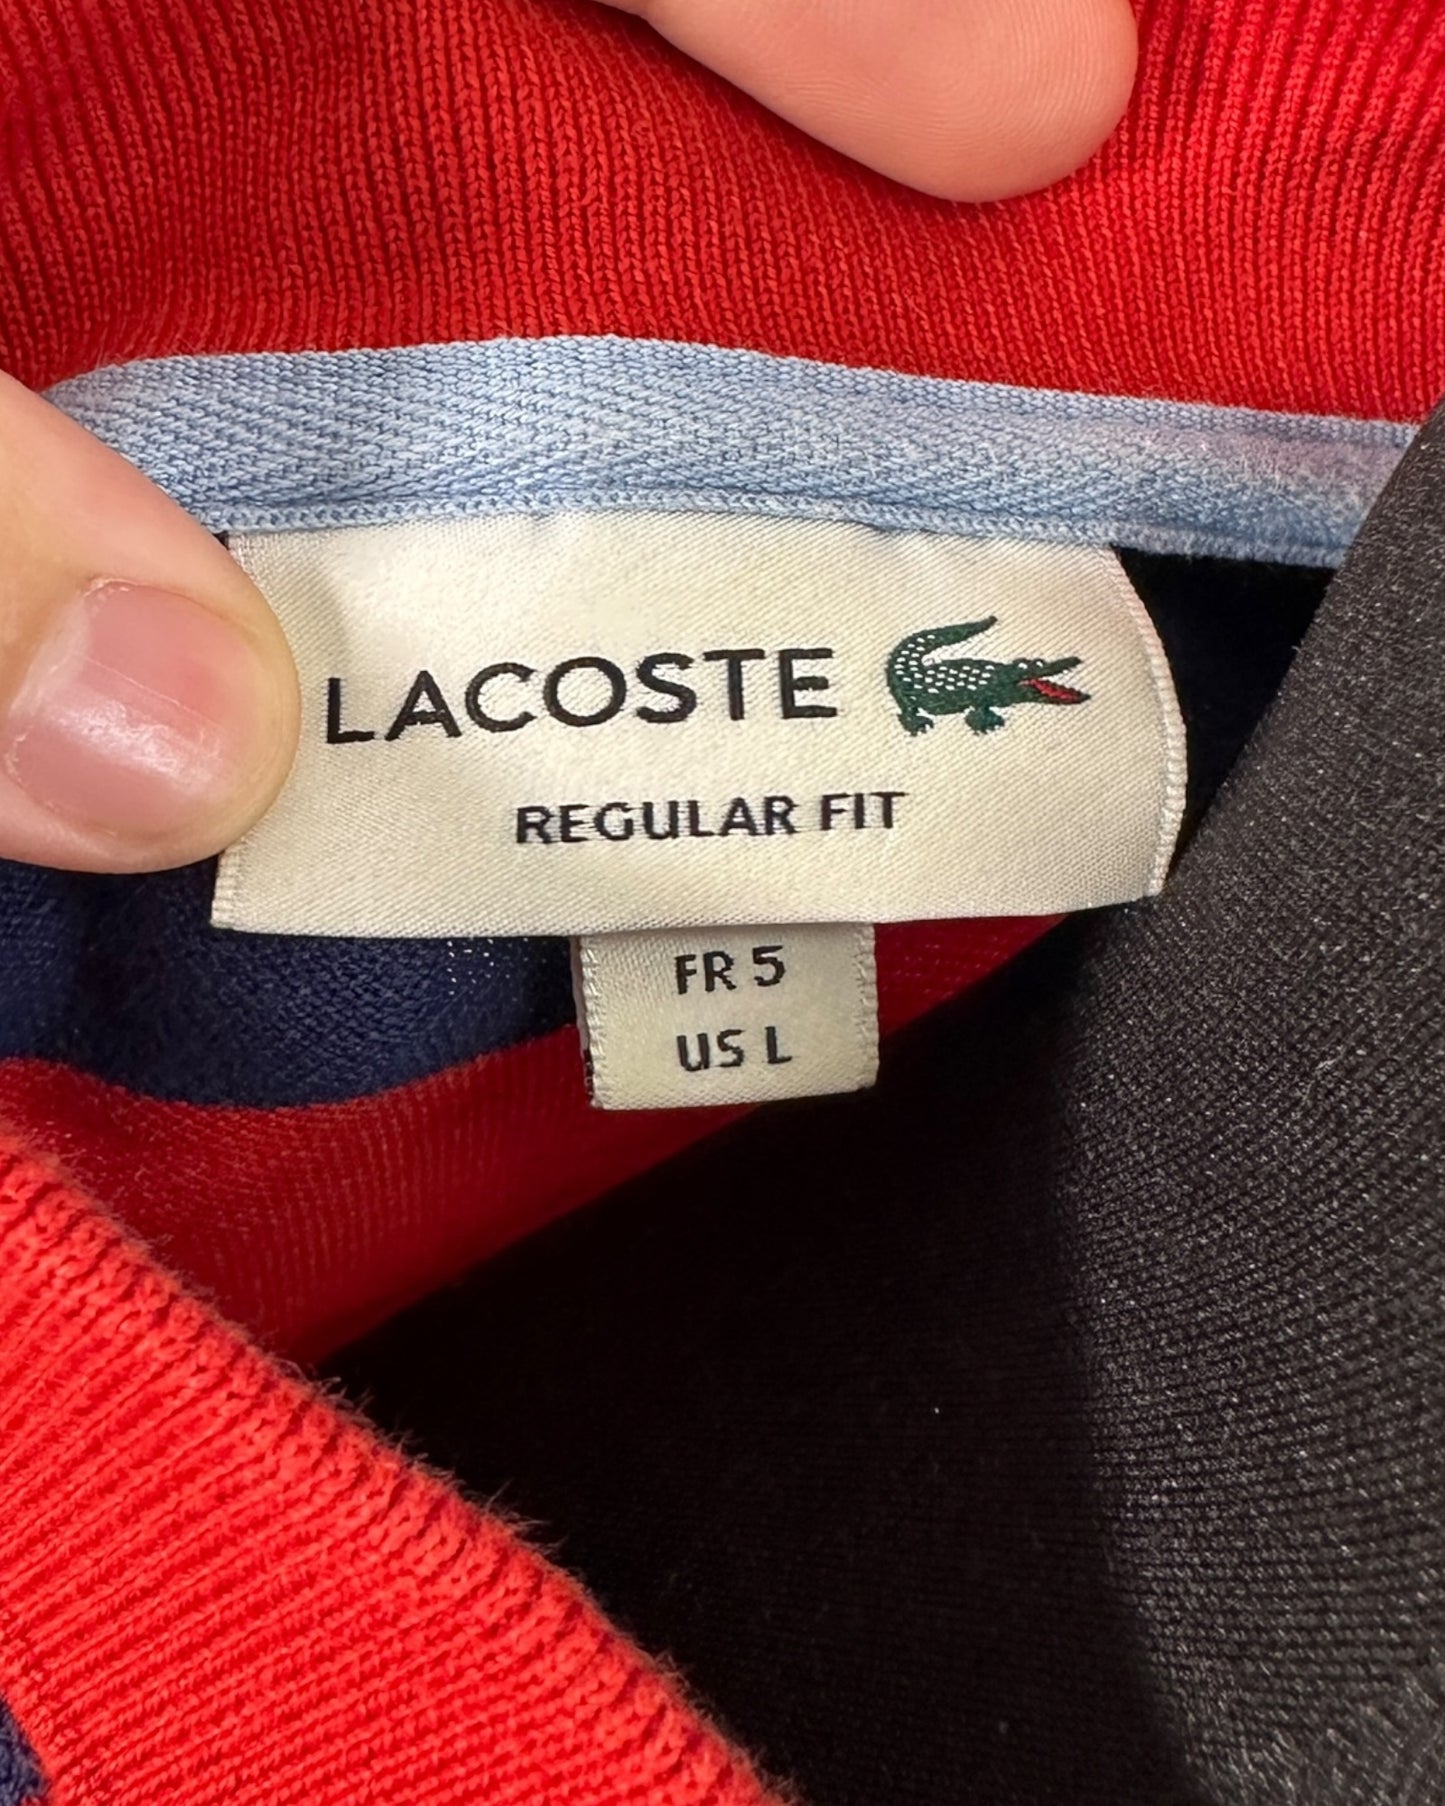 LACOSTE
REGULAR FIT
FR 5
US L